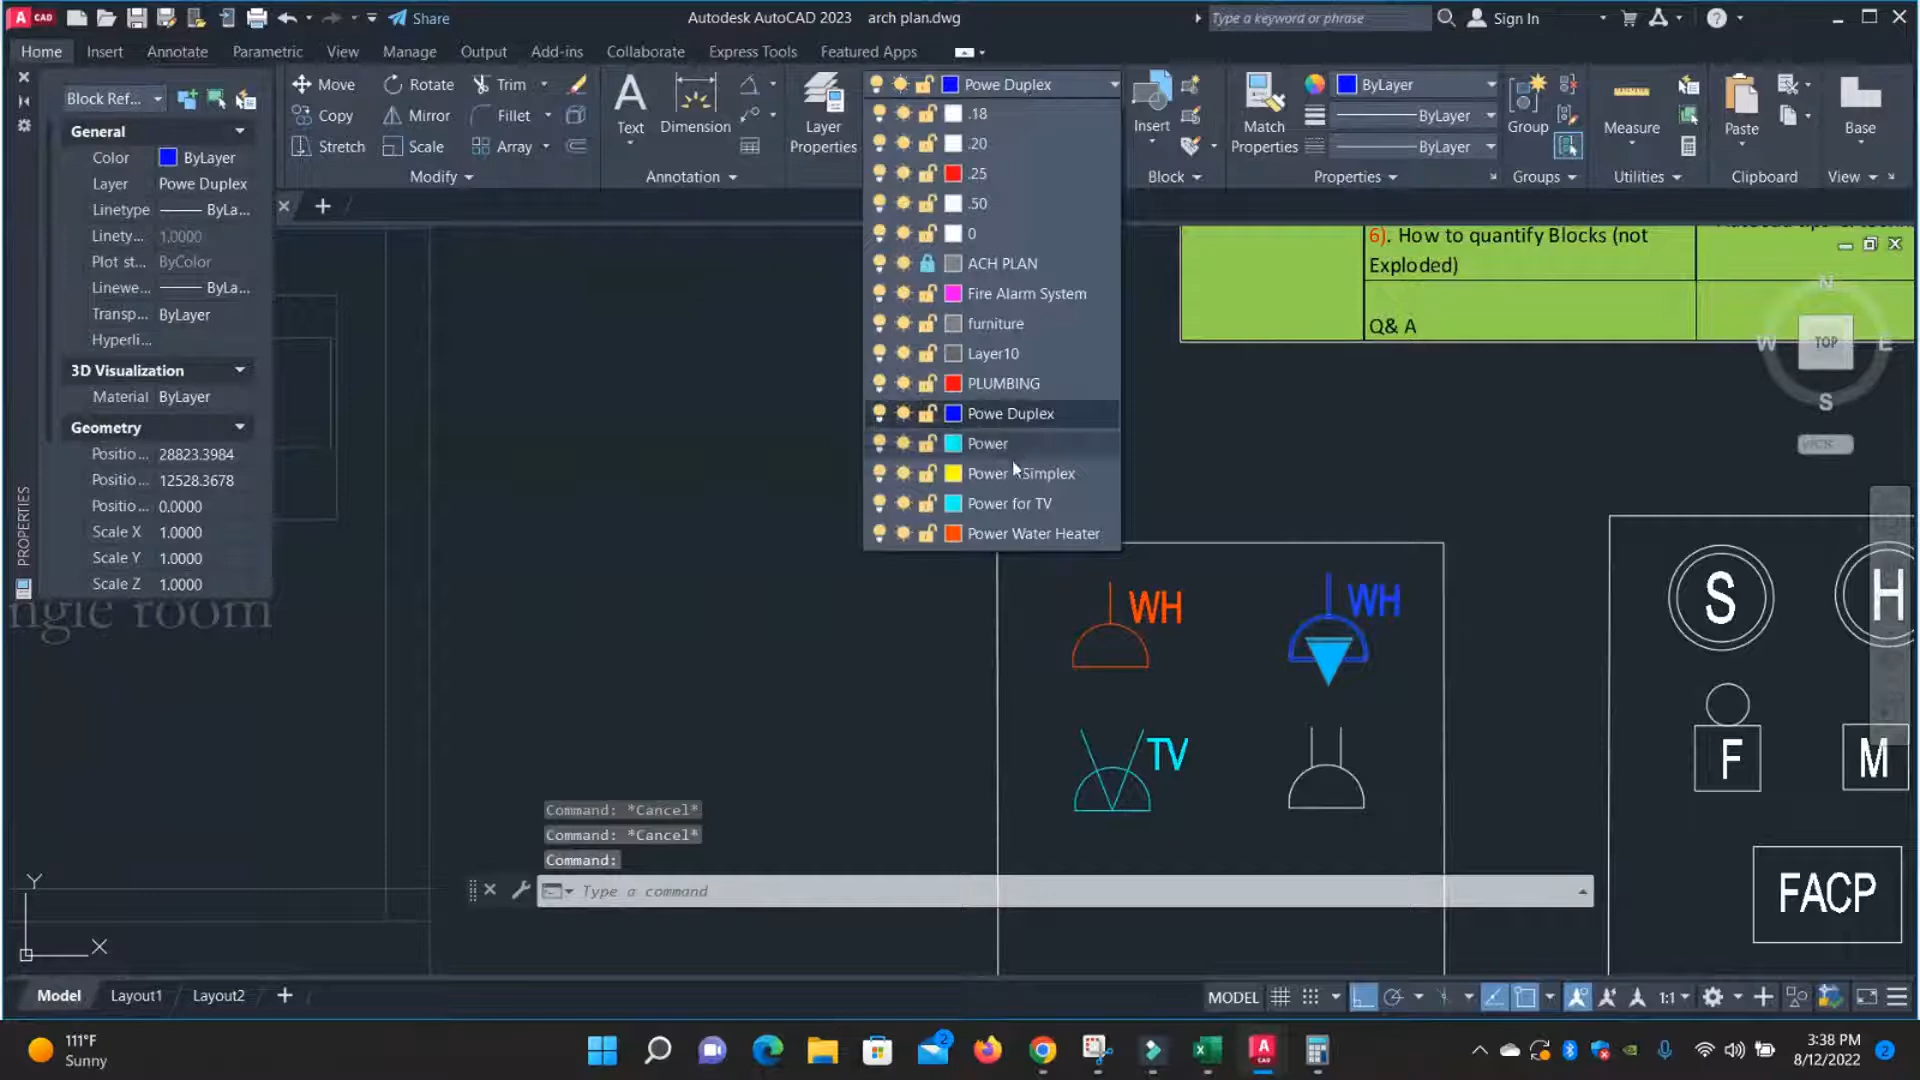 A CAD
Share
Autodesk AutoCAD 2023 arch plan.dwg
Type a keyword or phrase
Sign In
Home Insert Annotate Parametric View Manage Output Add-ins Collaborate Express Tools Featured Apps
Block Ref...
General
Color ByLayer
Layer Powe Duplex
Linetype ByLa...
Linety... 1.0000
Plot st... ByColor
Linewe... ByLa...
Transp... ByLayer
Hyperli...
3D Visualization
Material ByLayer
Geometry
Positio... 28823.3984
Positio... 12528.3678
Positio... 0.0000
Scale X 1.0000
Scale Y 1.0000
Scale Z 1.0000
PROPERTIES
Move Rotate Trim
Copy Mirror Fillet
Stretch Scale Array
Modify
Text
Dimension
Annotation
Layer
Properties
Powe Duplex
.18
.20
.25
.50
0
ACH PLAN
Fire Alarm System
furniture
Layer10
PLUMBING
Powe Duplex
Power
Power Simplex
Power for TV
Power Water Heater
Insert
Block
Match
Properties
ByLayer
ByLayer
ByLayer
Properties
Group
Groups
Measure
Utilities
Paste
Clipboard
Base
View
6). How to quantify Blocks (not
Exploded)
Q& A
N
W TOP E
S
WCS
ngle room
WH WH
TV
S H
F M
FACP
Command: *Cancel*
Command: *Cancel*
Command:
Type a command
Y
X
Model Layout1 Layout2
MODEL
1:1
111°F
Sunny
2
A
CAD
3:38 PM
8/12/2022
2